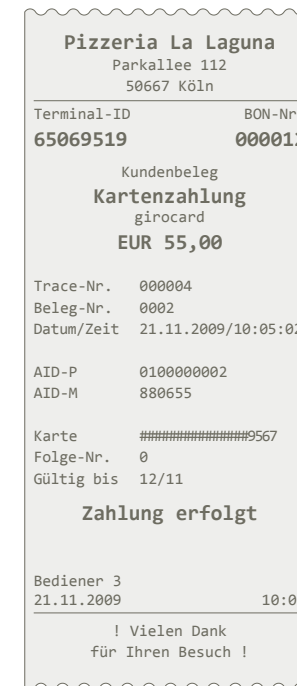 Pizzeria La Laguna
Parkallee 112
50667 Köln
Terminal-ID BON-Nr
65069519 000012
Kundenbeleg
Kartenzahlung
girocard
EUR 55,00
Trace-Nr. 000004
Beleg-Nr. 0002
Datum/Zeit 21.11.2009/10:05:02
AID-P 0100000002
AID-M 880655
Karte ###############9567
Folge-Nr. 0
Gültig bis 12/11
Zahlung erfolgt
Bediener 3
21.11.2009 10:0
! Vielen Dank
für Ihren Besuch !